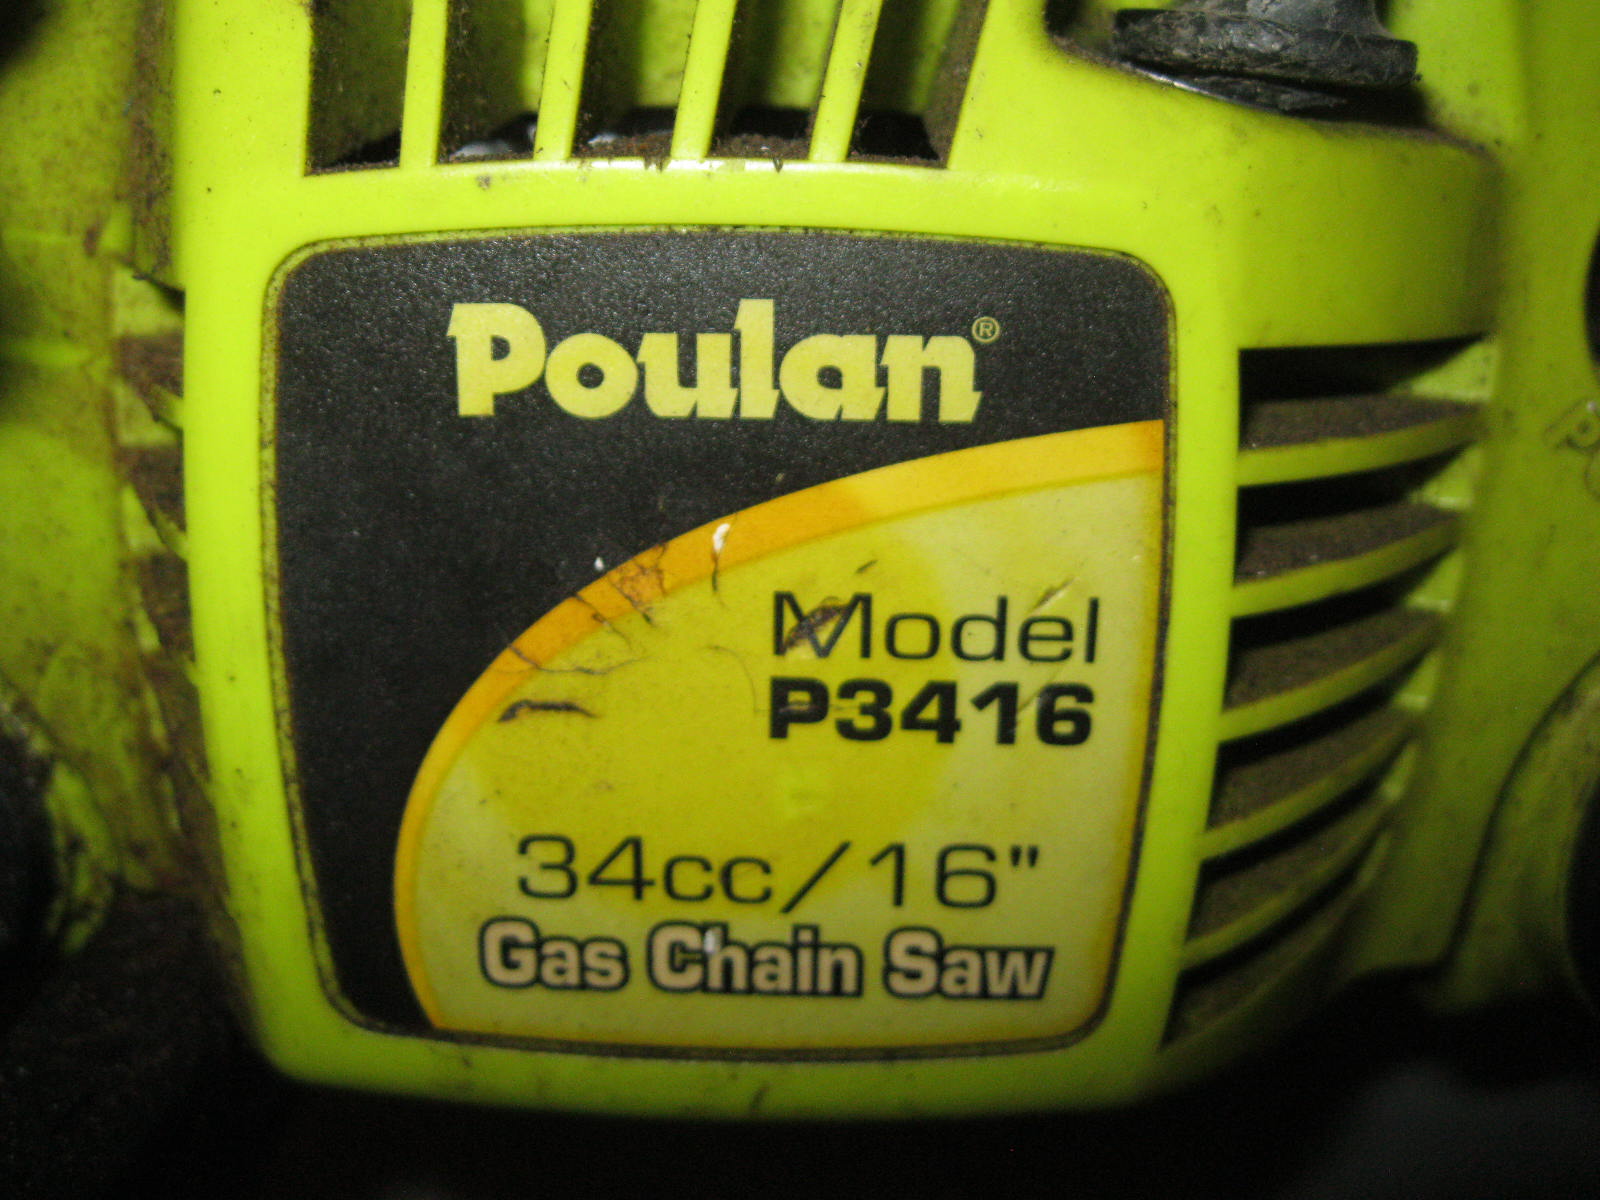 Poulan®
Model
P3416
34cc/16"
Gas Chain Saw